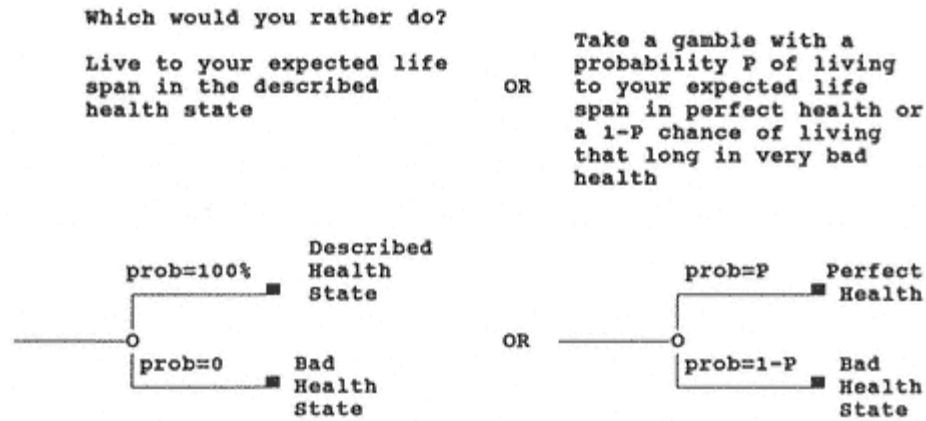 Which would you rather do?
Live to your expected life
span in the described
health state
OR
Take a gamble with a
probability P of living
to your expected life
span in perfect health or
a 1-P chance of living
that long in very bad
health
prob=100%
Described
Health
State
prob=0
Bad
Health
State
OR
prob=P
Perfect
Health
prob=1-P
Bad
Health
State